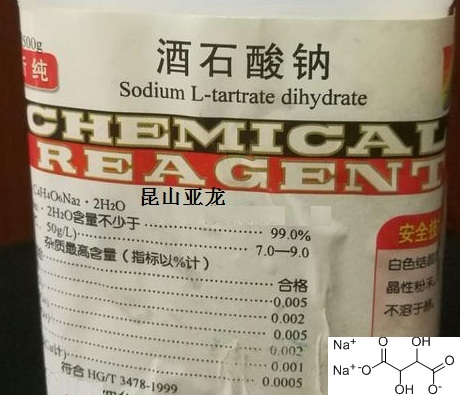 500g
纯
酒石酸钠
Sodium L-tartrate dihydrate
CHEMICAL
REAGENT
昆山亚龙
C4H4O6Na2・2H2O
・2H2O含量不少于 99.0%
50g/L) 7.0—9.0
杂质最高含量（指标以%计）
合格
0.005
0.002
0.005
0.002
计) 0.001
0.0005
符合 HG/T 3478-1999
安全
白色结晶
晶性粉末
不溶于
Na+
Na+
-O
O
OH
OH
O
O-